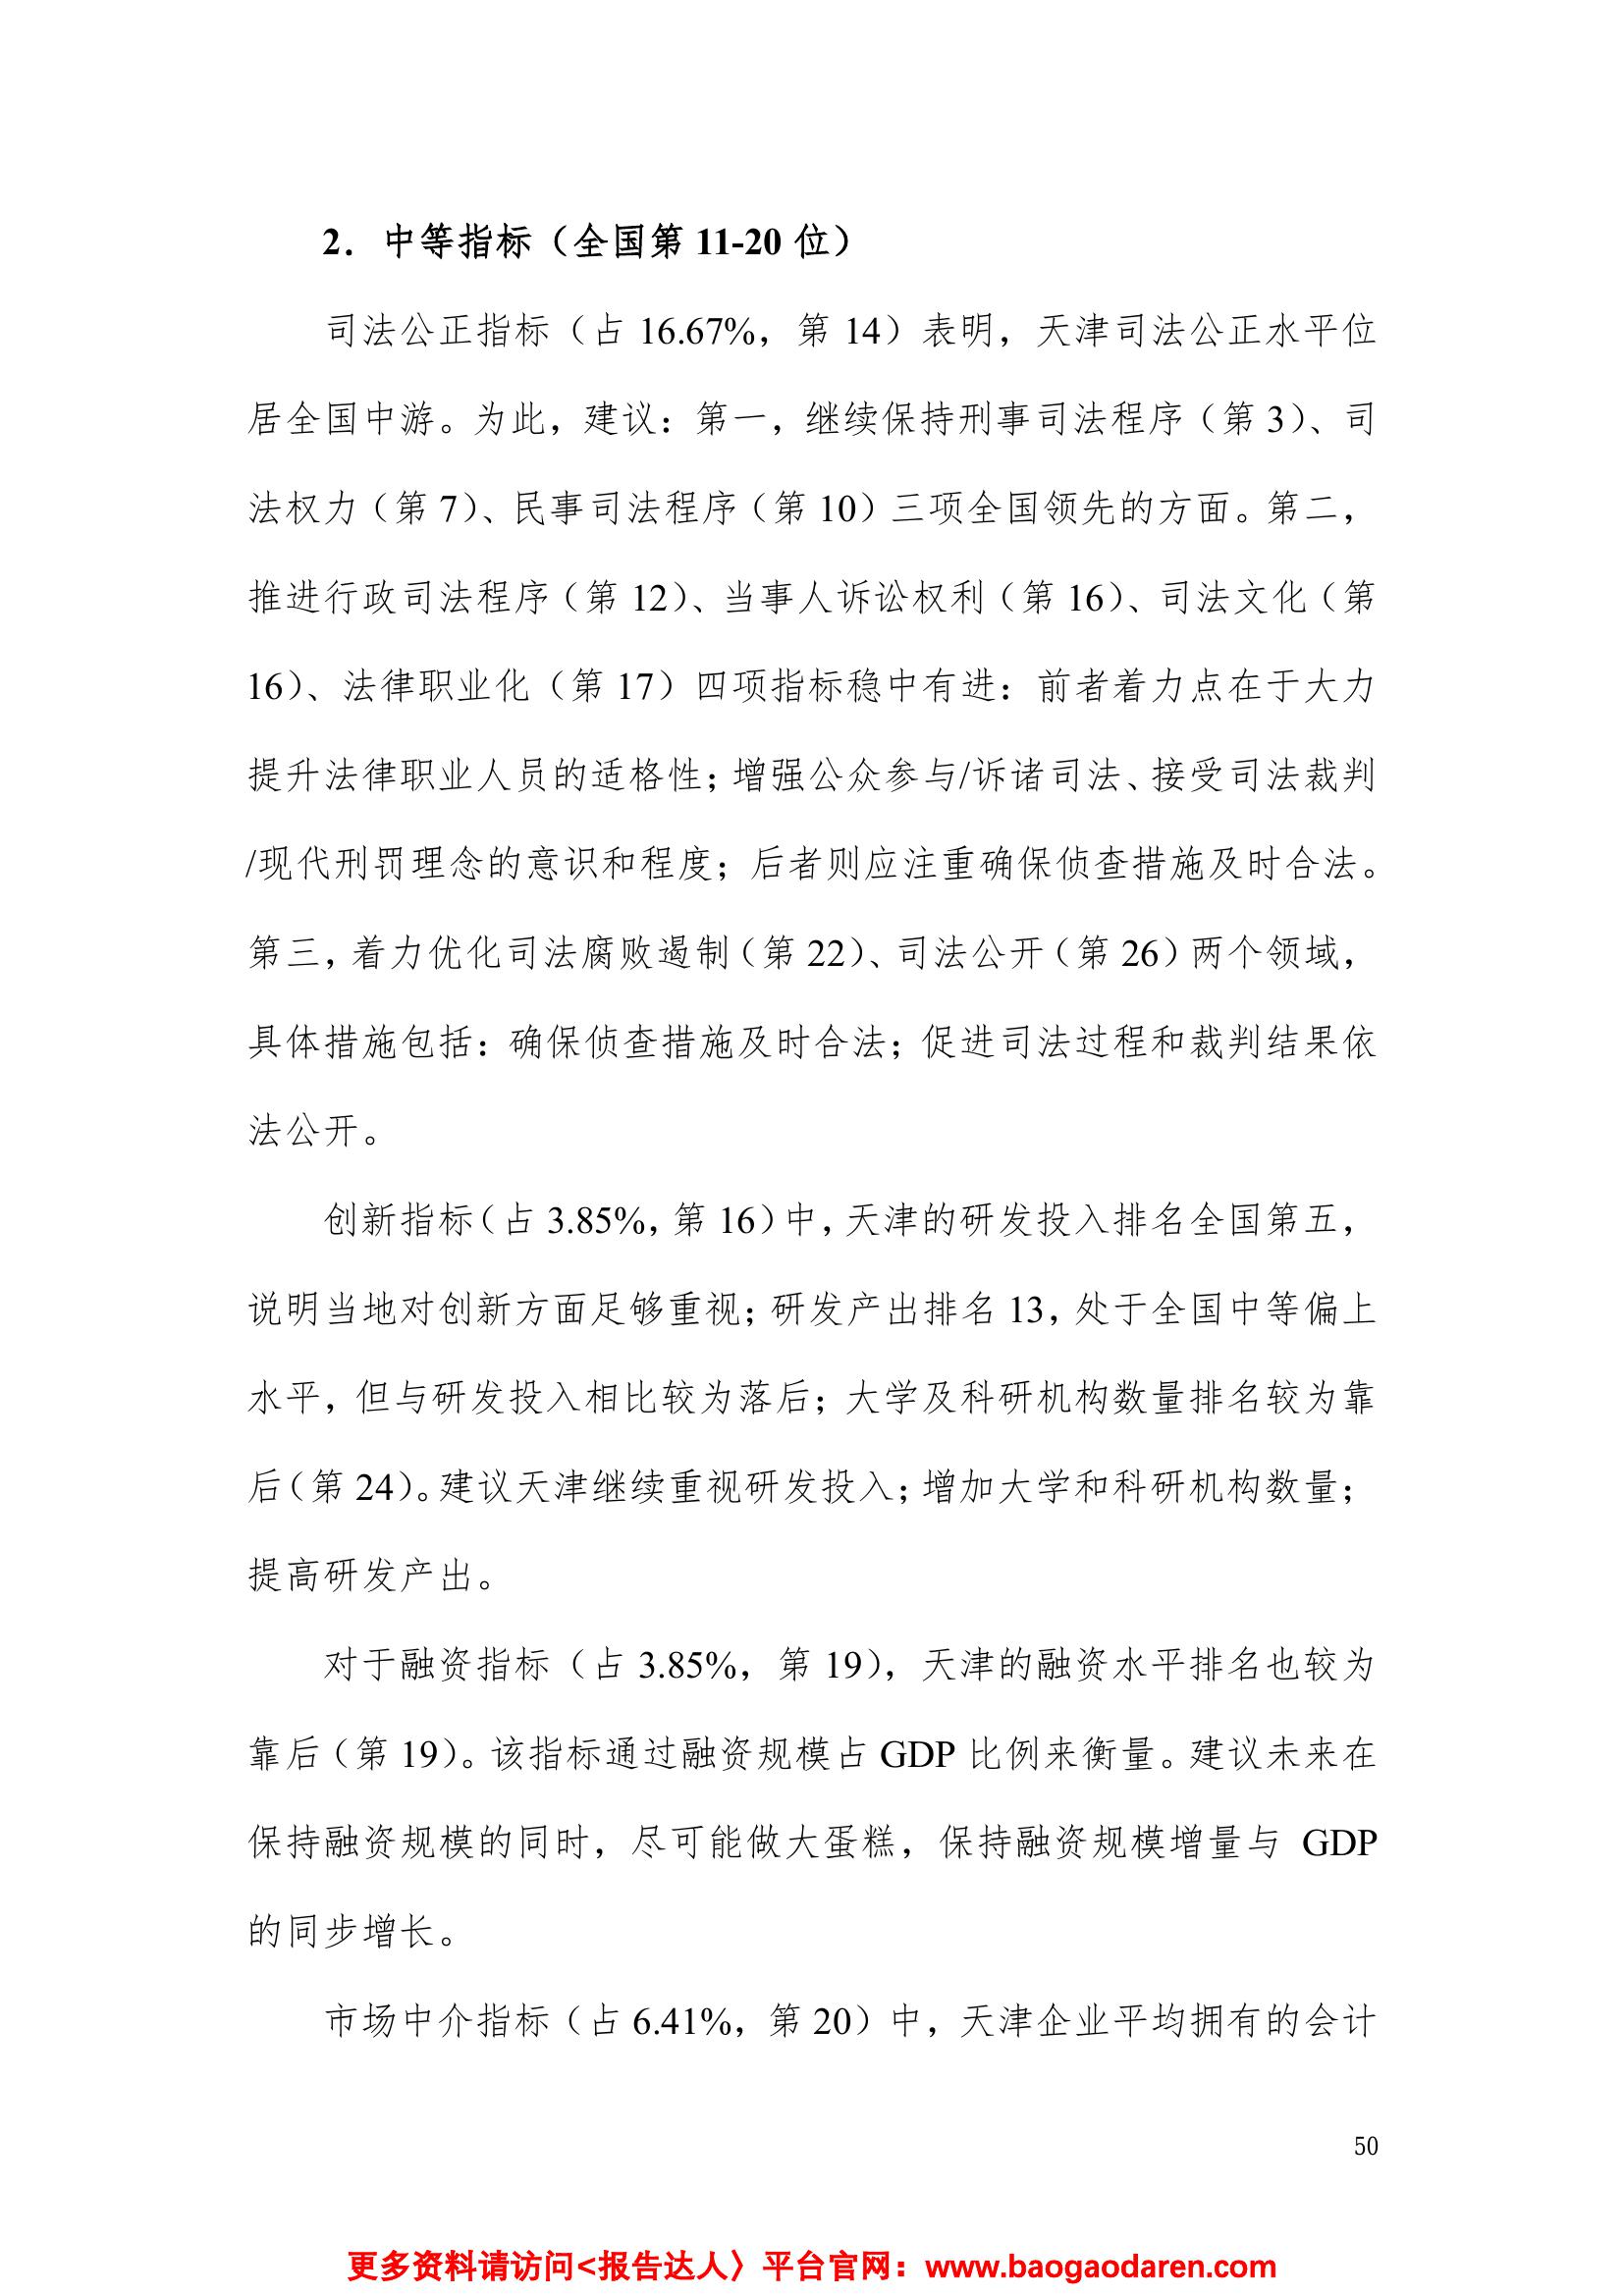 2．中等指标（全国第 11-20 位）
司法公正指标（占 16.67%，第 14）表明，天津司法公正水平位
居全国中游。为此，建议：第一，继续保持刑事司法程序（第 3）、司
法权力（第 7）、民事司法程序（第 10）三项全国领先的方面。第二，
推进行政司法程序（第 12）、当事人诉讼权利（第 16）、司法文化（第
16）、法律职业化（第 17）四项指标稳中有进：前者着力点在于大力
提升法律职业人员的适格性；增强公众参与/诉诸司法、接受司法裁判
/现代刑罚理念的意识和程度；后者则应注重确保侦查措施及时合法。
第三，着力优化司法腐败遏制（第 22）、司法公开（第 26）两个领域，
具体措施包括：确保侦查措施及时合法；促进司法过程和裁判结果依
法公开。
创新指标（占 3.85%，第 16）中，天津的研发投入排名全国第五，
说明当地对创新方面足够重视；研发产出排名 13，处于全国中等偏上
水平，但与研发投入相比较为落后；大学及科研机构数量排名较为靠
后（第 24）。建议天津继续重视研发投入；增加大学和科研机构数量；
提高研发产出。
对于融资指标（占 3.85%，第 19），天津的融资水平排名也较为
靠后（第 19）。该指标通过融资规模占 GDP 比例来衡量。建议未来在
保持融资规模的同时，尽可能做大蛋糕，保持融资规模增量与 GDP
的同步增长。
市场中介指标（占 6.41%，第 20）中，天津企业平均拥有的会计
50
更多资料请访问<报告达人〉平台官网：www.baogaodaren.com